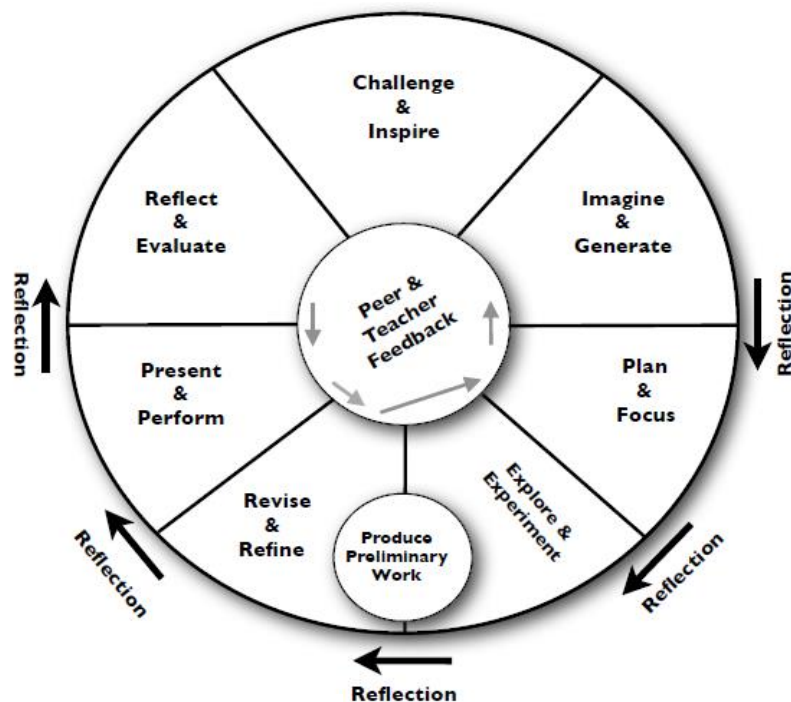 Challenge
&
Inspire
Imagine
&
Generate
Plan
&
Focus
Explore &
Experiment
Produce
Preliminary
Work
Revise
&
Refine
Present
&
Perform
Reflect
&
Evaluate
Peer &
Teacher
Feedback
Reflection
Reflection
Reflection
Reflection
Reflection